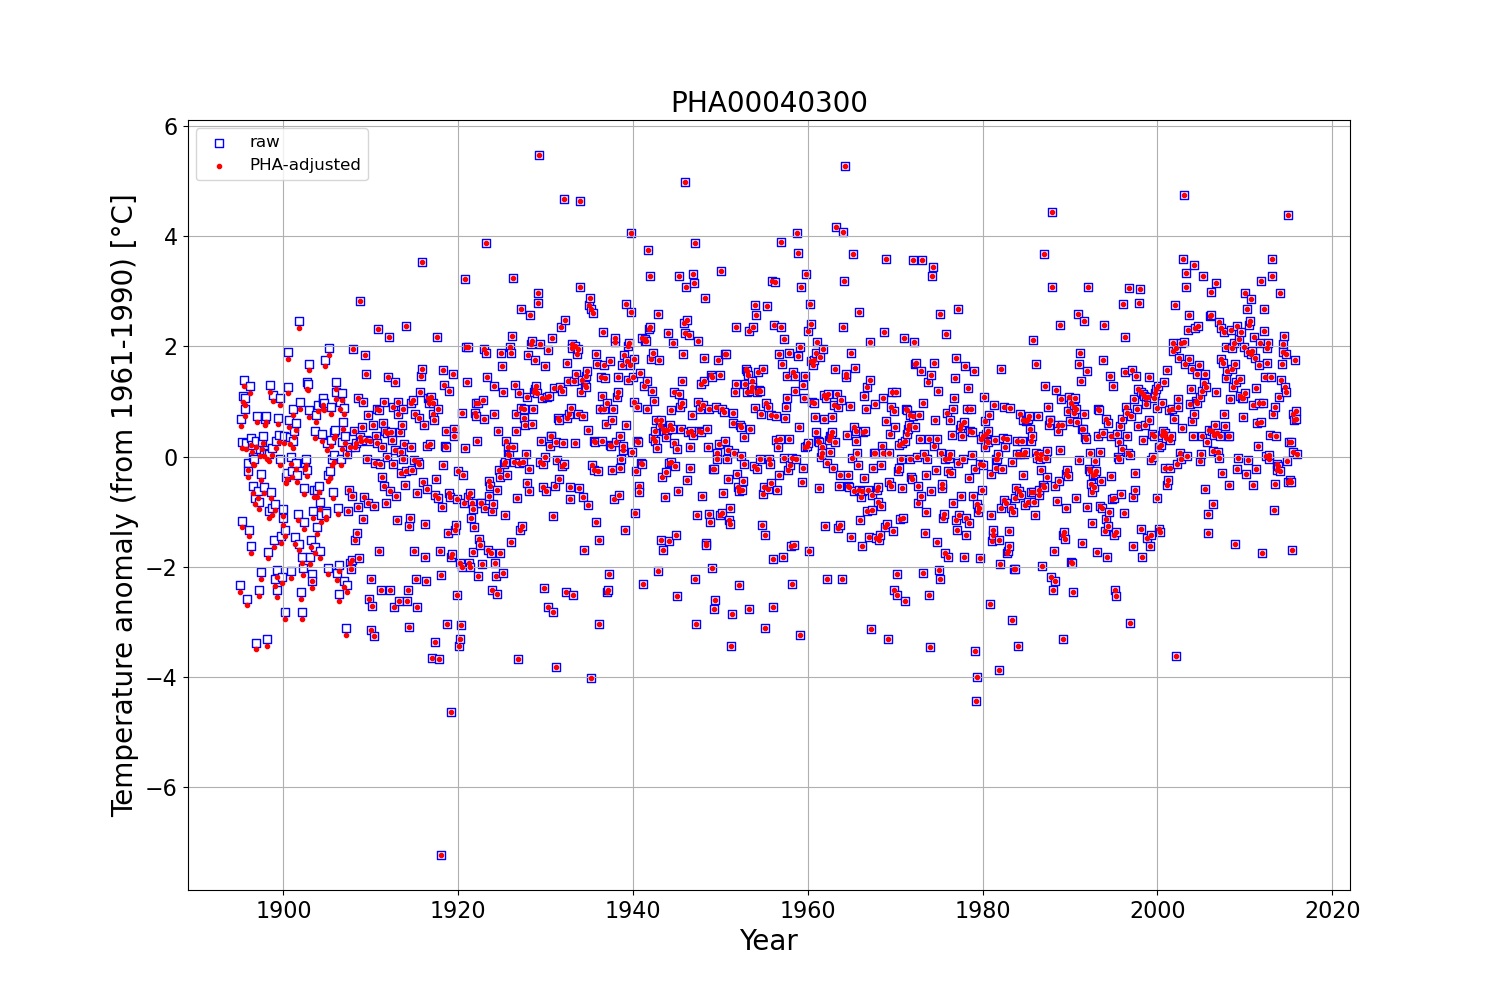 PHA00040300
raw
PHA-adjusted
Temperature anomaly (from 1961-1990) [°C]
6
4
2
0
−2
−4
−6
1900 1920 1940 1960 1980 2000 2020
Year